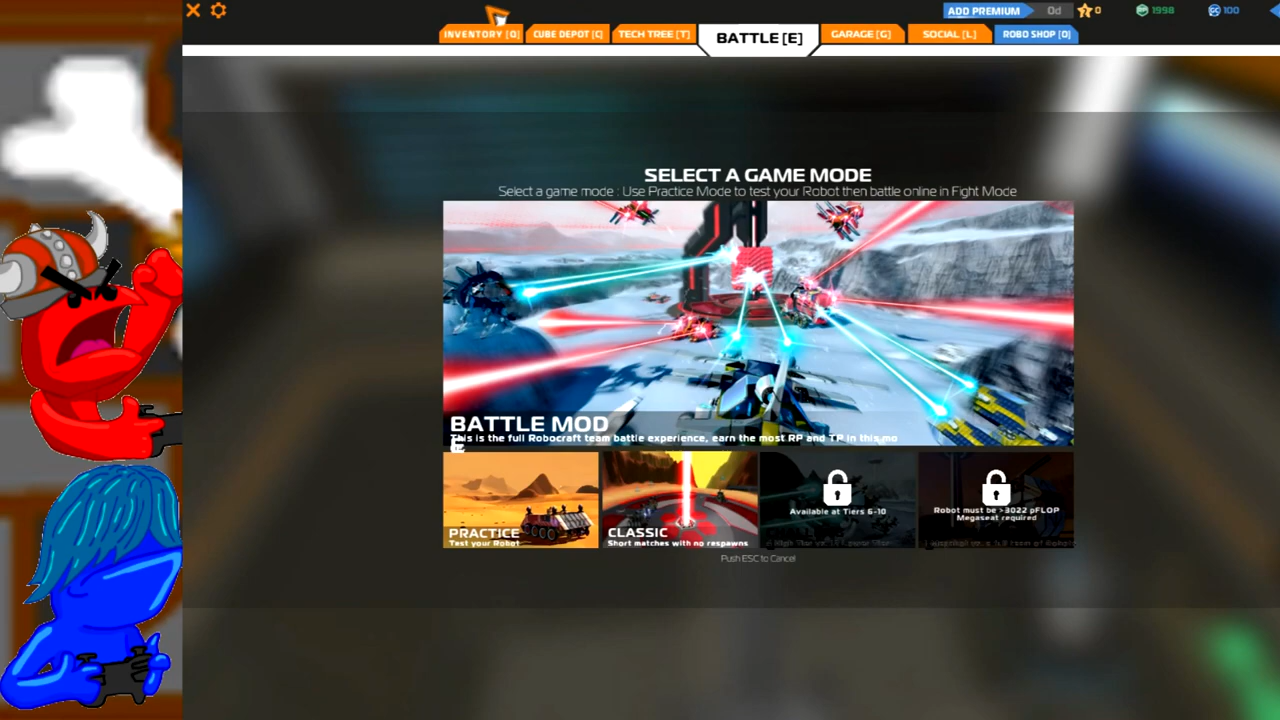 ADD PREMIUM 0d 0 1998 100
INVENTORY [Q] CUBE DEPOT [C] TECH TREE [T] BATTLE [E] GARAGE [G] SOCIAL [L] ROBO SHOP [O]
SELECT A GAME MODE
Select a game mode : Use Practice Mode to test your Robot then battle online in Fight Mode
BATTLE MOD
E
This is the full Robocraft team battle experience, earn the most RP and TP in this mo
PRACTICE
Test your Robot
CLASSIC
Short matches with no respawns
Available at Tiers 6-10
Robot must be >3022 pFLOP
Megaseat required
Push ESC to Cancel